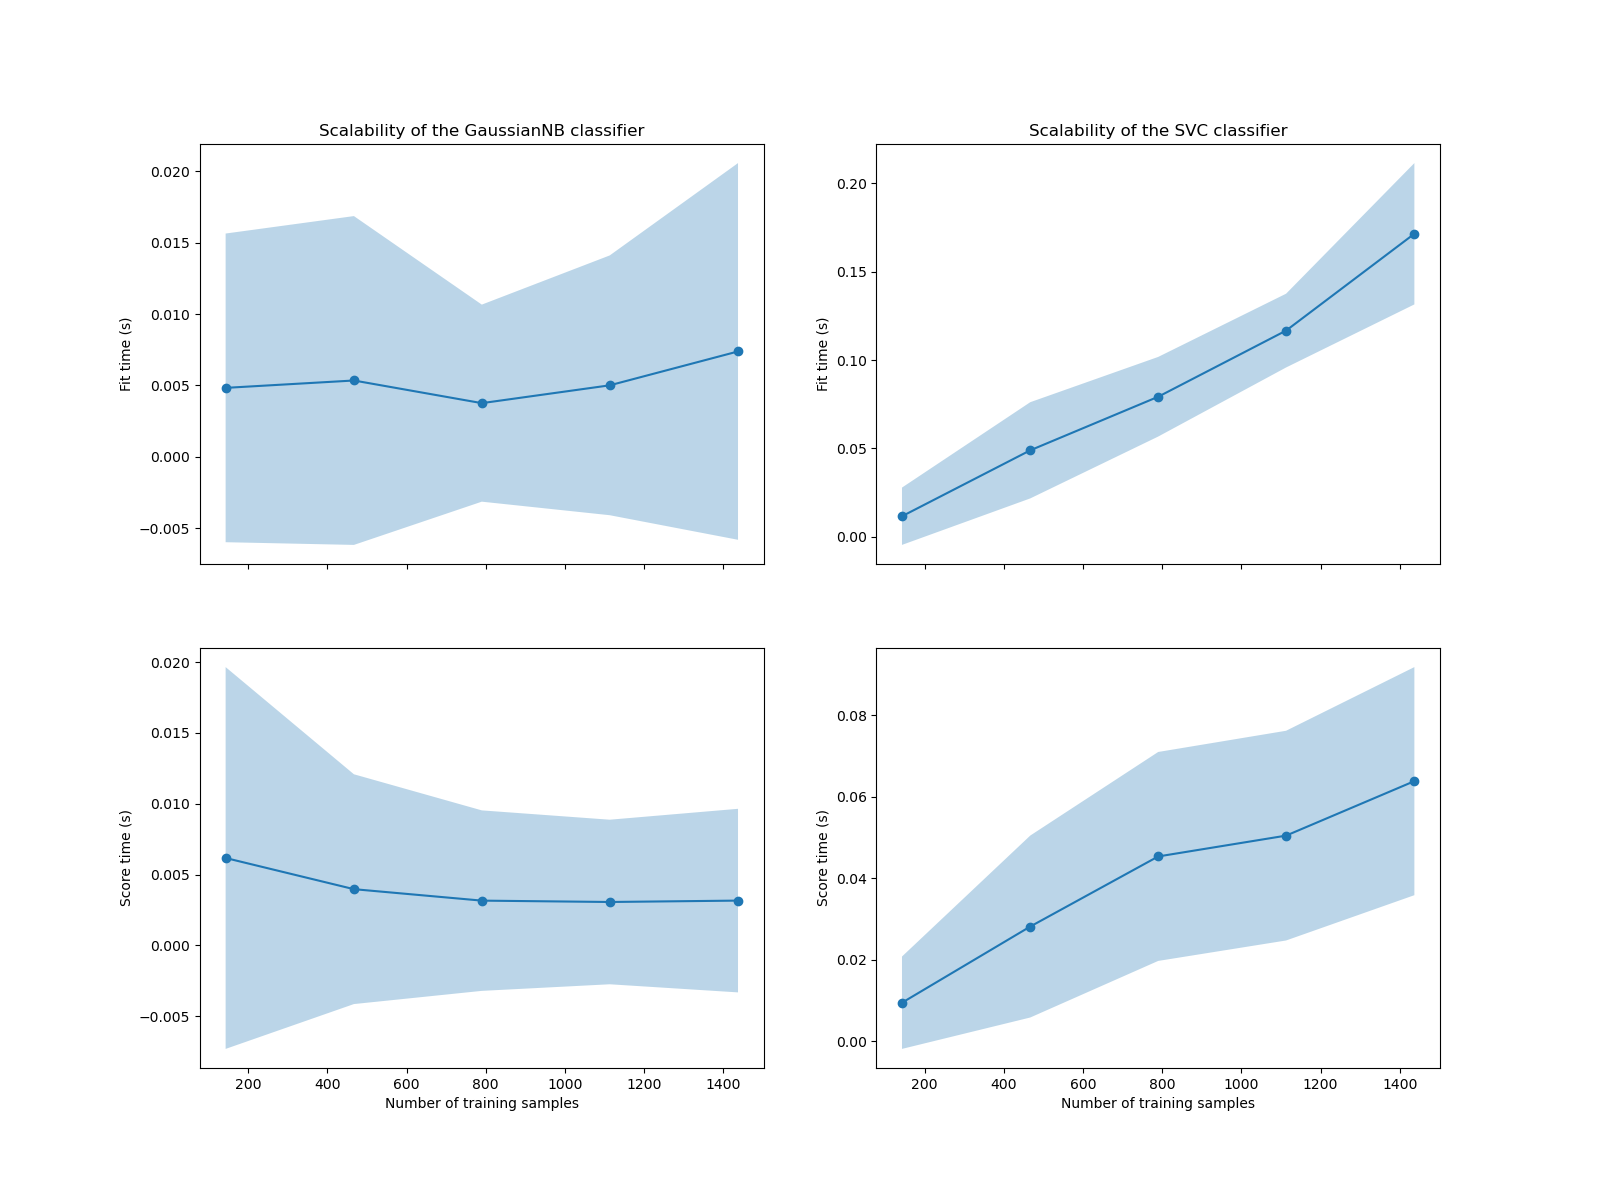 Scalability of the GaussianNB classifier
Scalability of the SVC classifier
0.020
0.015
0.010
0.005
0.000
−0.005
Fit time (s)
0.20
0.15
0.10
0.05
0.00
Fit time (s)
0.020
0.015
0.010
0.005
0.000
−0.005
Score time (s)
200 400 600 800 1000 1200 1400
Number of training samples
0.08
0.06
0.04
0.02
0.00
Score time (s)
200 400 600 800 1000 1200 1400
Number of training samples